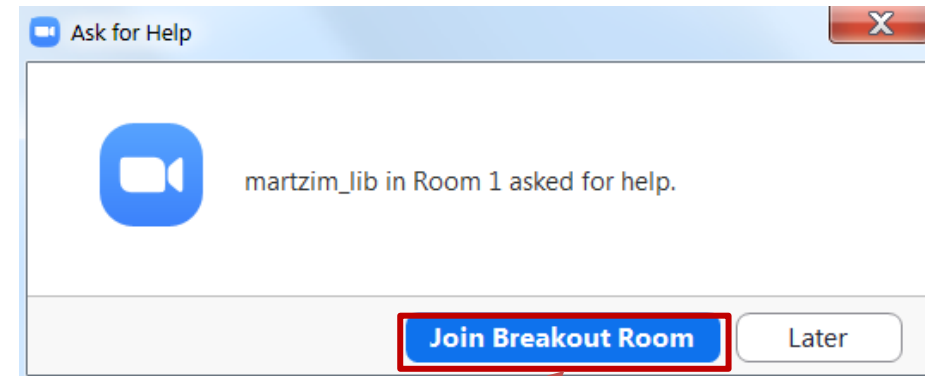 Ask for Help
martzim_lib in Room 1 asked for help.
Join Breakout Room Later